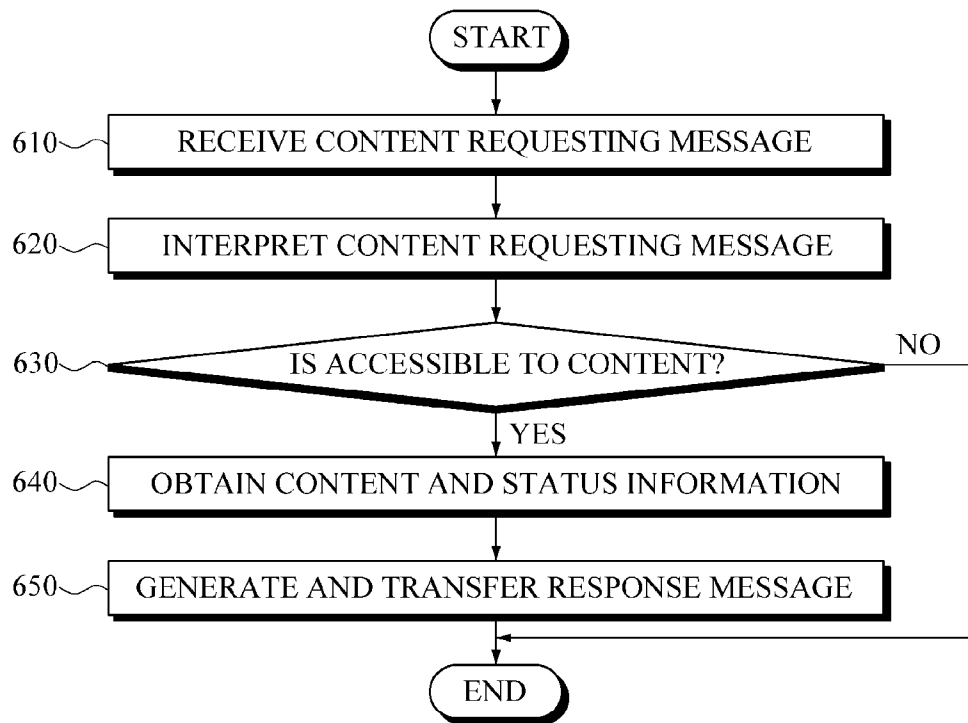 START
610
RECEIVE CONTENT REQUESTING MESSAGE
620
INTERPRET CONTENT REQUESTING MESSAGE
630
IS ACCESSIBLE TO CONTENT?
NO
YES
640
OBTAIN CONTENT AND STATUS INFORMATION
650
GENERATE AND TRANSFER RESPONSE MESSAGE
END